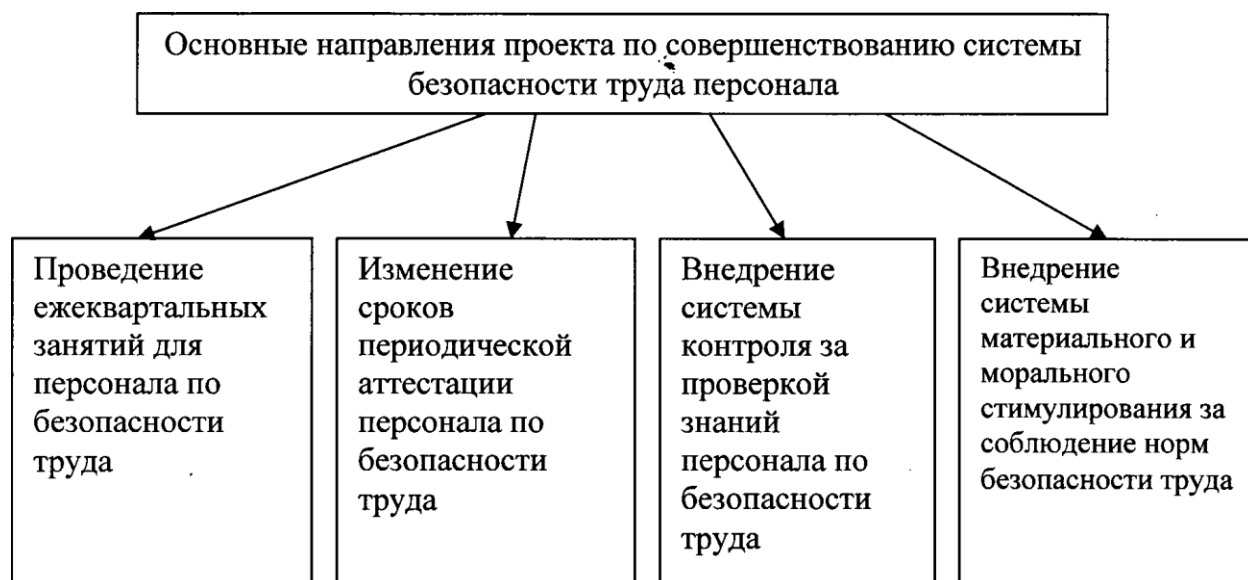 Основные направления проекта по совершенствованию системы
безопасности труда персонала
Проведение
ежеквартальных
занятий для
персонала по
безопасности
труда
Изменение
сроков
периодической
аттестации
персонала по
безопасности
труда
Внедрение
системы
контроля за
проверкой
знаний
персонала по
безопасности
труда
Внедрение
системы
материального и
морального
стимулирования за
соблюдение норм
безопасности труда